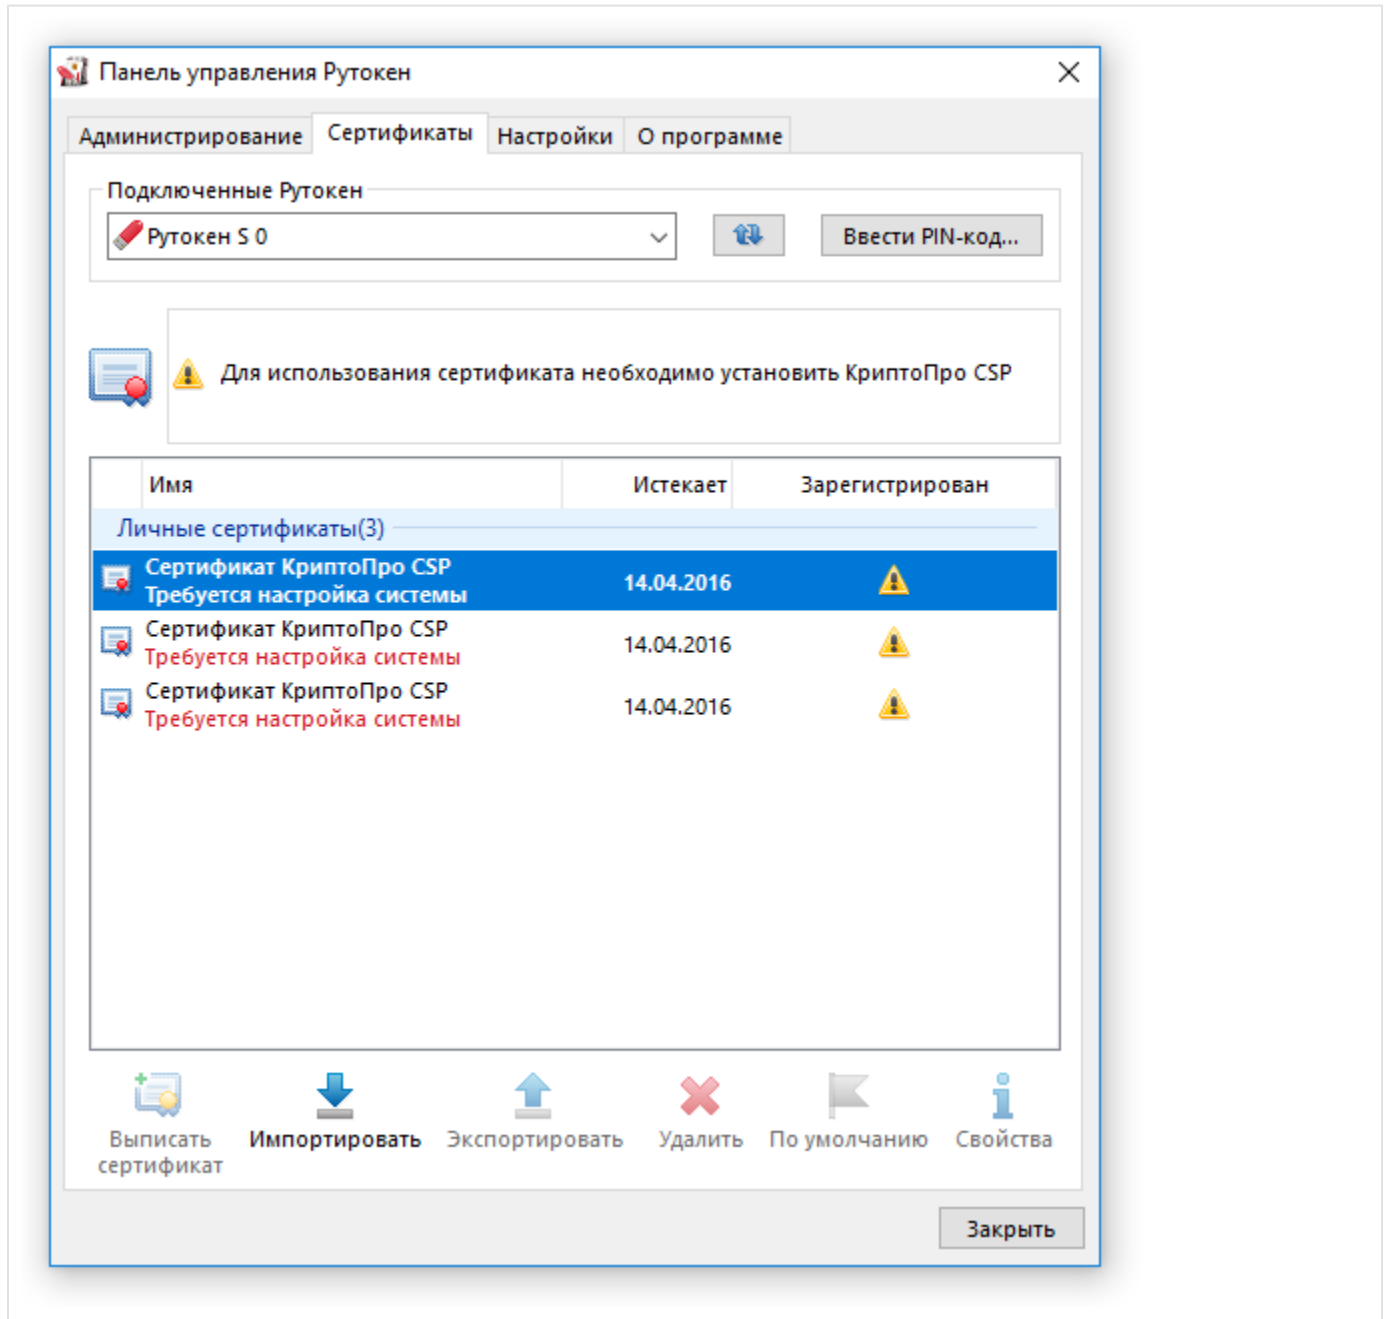 Панель управления Рутокен
Администрирование Сертификаты Настройки О программе
Подключенные Рутокен
Рутокен S 0
Ввести PIN-код...
Для использования сертификата необходимо установить КриптоПро CSP
Имя Истекает Зарегистрирован
Личные сертификаты(3)
Сертификат КриптоПро CSP
Требуется настройка системы
14.04.2016
Сертификат КриптоПро CSP
Требуется настройка системы
14.04.2016
Сертификат КриптоПро CSP
Требуется настройка системы
14.04.2016
Выписать
сертификат
Импортировать
Экспортировать
Удалить
По умолчанию
Свойства
Закрыть